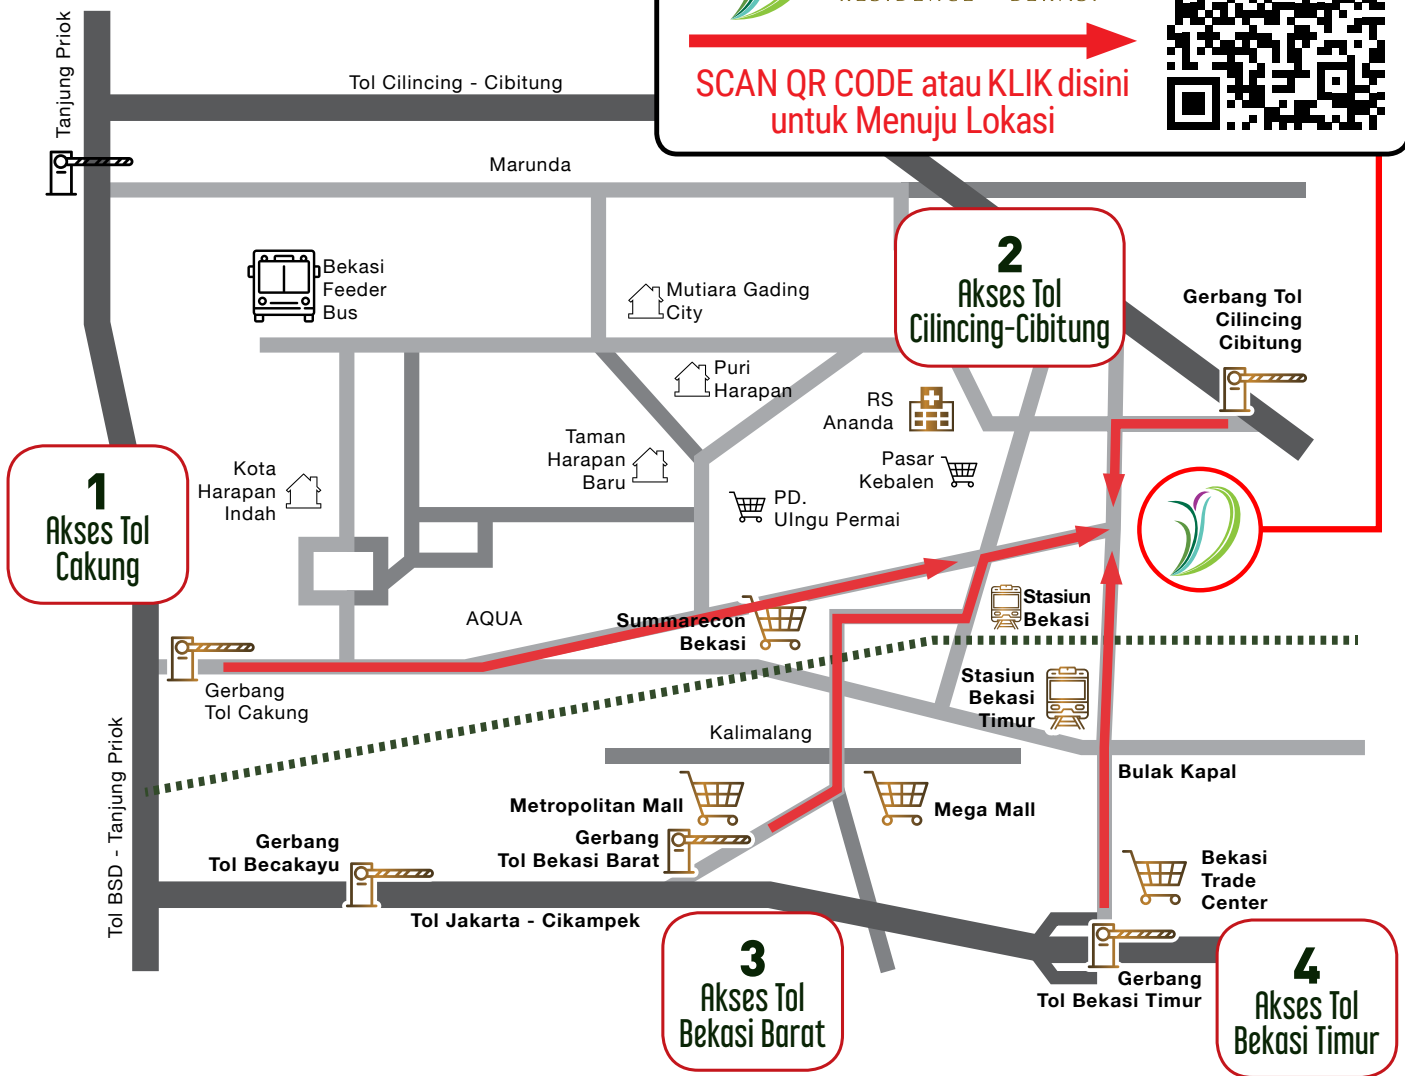 SCAN QR CODE atau KLIK disini
untuk Menuju Lokasi
Tanjung Priok
Tol Cilincing - Cibitung
Marunda
Bekasi
Feeder
Bus
Mutiara Gading
City
2
Akses Tol
Cilincing-Cibitung
Gerbang Tol
Cilincing
Cibitung
Puri
Harapan
RS
Ananda
Taman
Harapan
Baru
Pasar
Kebalen
Kota
Harapan
Indah
PD.
Ulngu Permai
1
Akses Tol
Cakung
AQUA
Summarecon
Bekasi
Stasiun
Bekasi
Gerbang
Tol Cakung
Stasiun
Bekasi
Timur
Kalimalang
Bulak Kapal
Tol BSD - Tanjung Priok
Metropolitan Mall
Mega Mall
Gerbang
Tol Becakayu
Gerbang
Tol Bekasi Barat
Bekasi
Trade
Center
Tol Jakarta - Cikampek
3
Akses Tol
Bekasi Barat
Gerbang
Tol Bekasi Timur
4
Akses Tol
Bekasi Timur